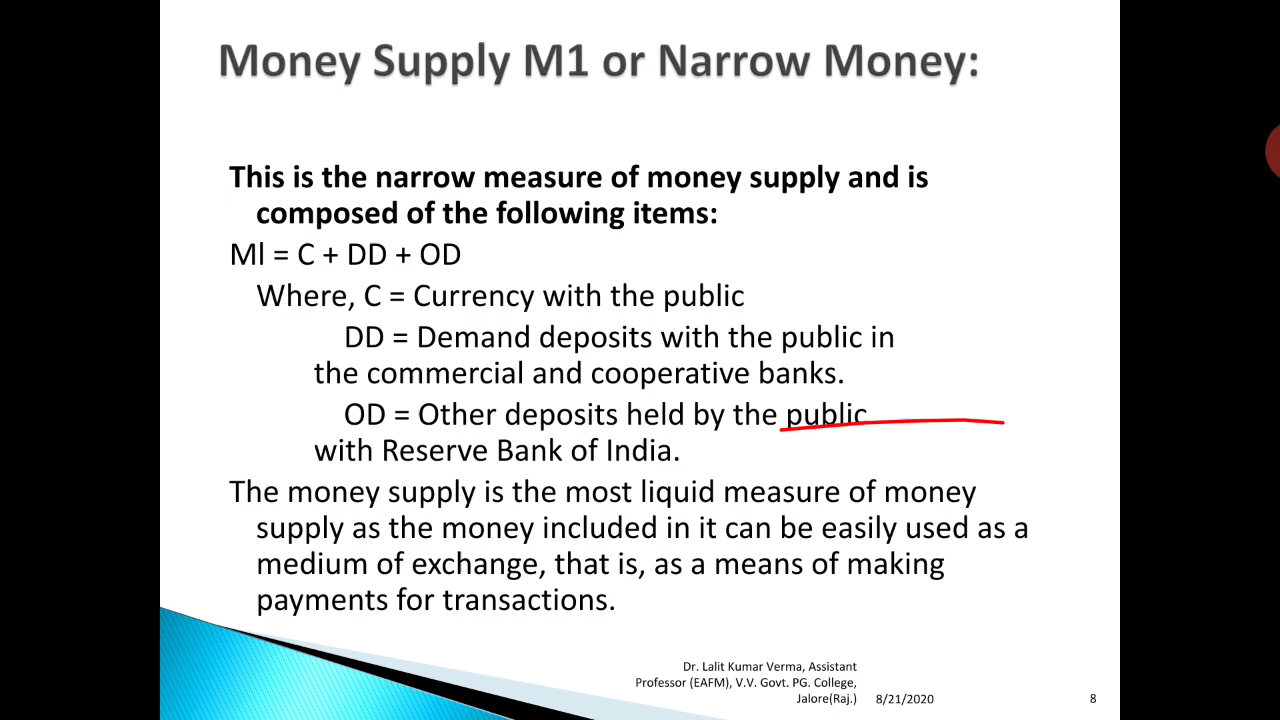 Money Supply M1 or Narrow Money:
This is the narrow measure of money supply and is
composed of the following items:
Ml = C + DD + OD
Where, C = Currency with the public
DD = Demand deposits with the public in
the commercial and cooperative banks.
OD = Other deposits held by the public
with Reserve Bank of India.
The money supply is the most liquid measure of money
supply as the money included in it can be easily used as a
medium of exchange, that is, as a means of making
payments for transactions.
Dr. Lalit Kumar Verma, Assistant
Professor (EAFM), V.V. Govt. PG. College,
Jalore(Raj.) 8/21/2020 8